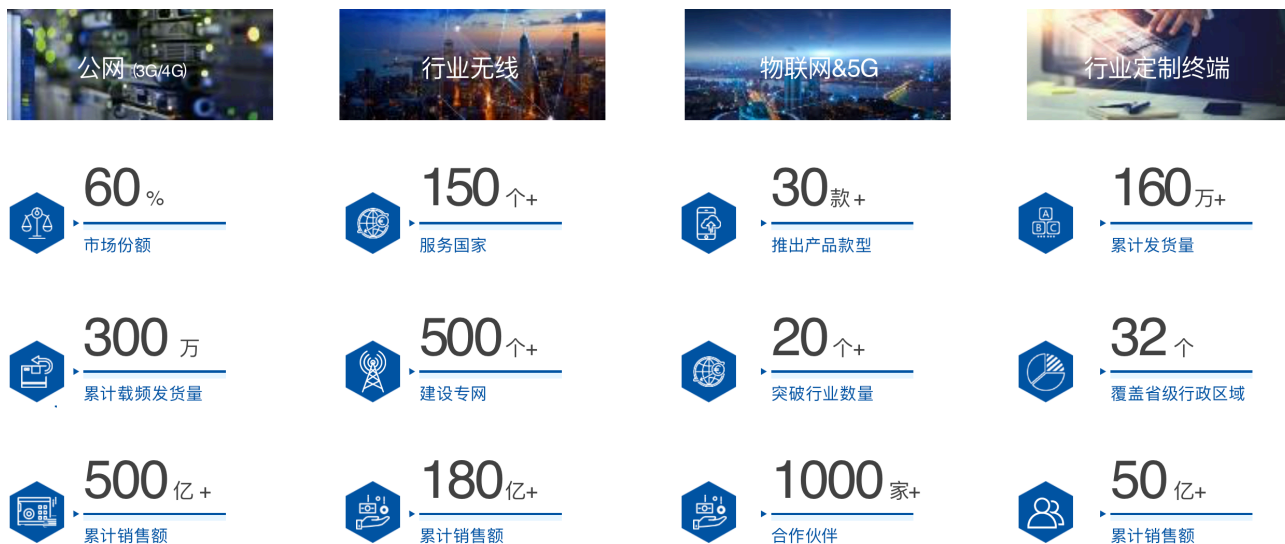 公网 (3G/4G)
行业无线
物联网&5G
行业定制终端
60 %
市场份额
150 个+
服务国家
30 款+
推出产品款型
160 万+
累计发货量
A
B C
300 万
累计载频发货量
500 个+
建设专网
20 个+
突破行业数量
32 个
覆盖省级行政区域
500 亿 +
累计销售额
180 亿+
累计销售额
1000 家+
合作伙伴
50 亿+
累计销售额